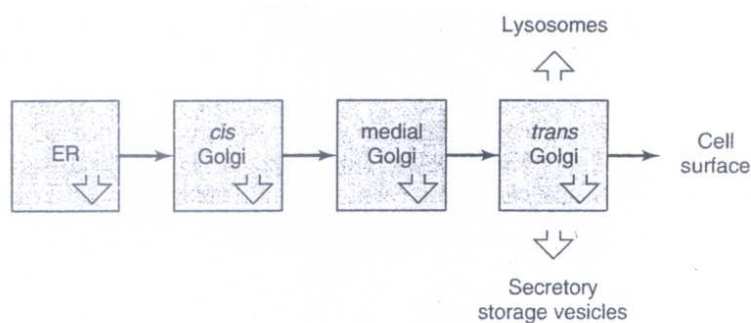 Lysosomes
ER
cis
Golgi
medial
Golgi
trans
Golgi
Cell
surface
Secretory
storage vesicles